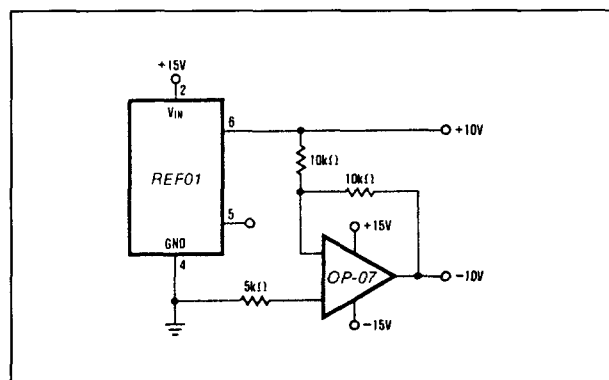 +15V
2
VIN
6
+10V
10kΩ
10kΩ
REF01
5
+15V
GND
4
OP-07
-10V
5kΩ
-15V